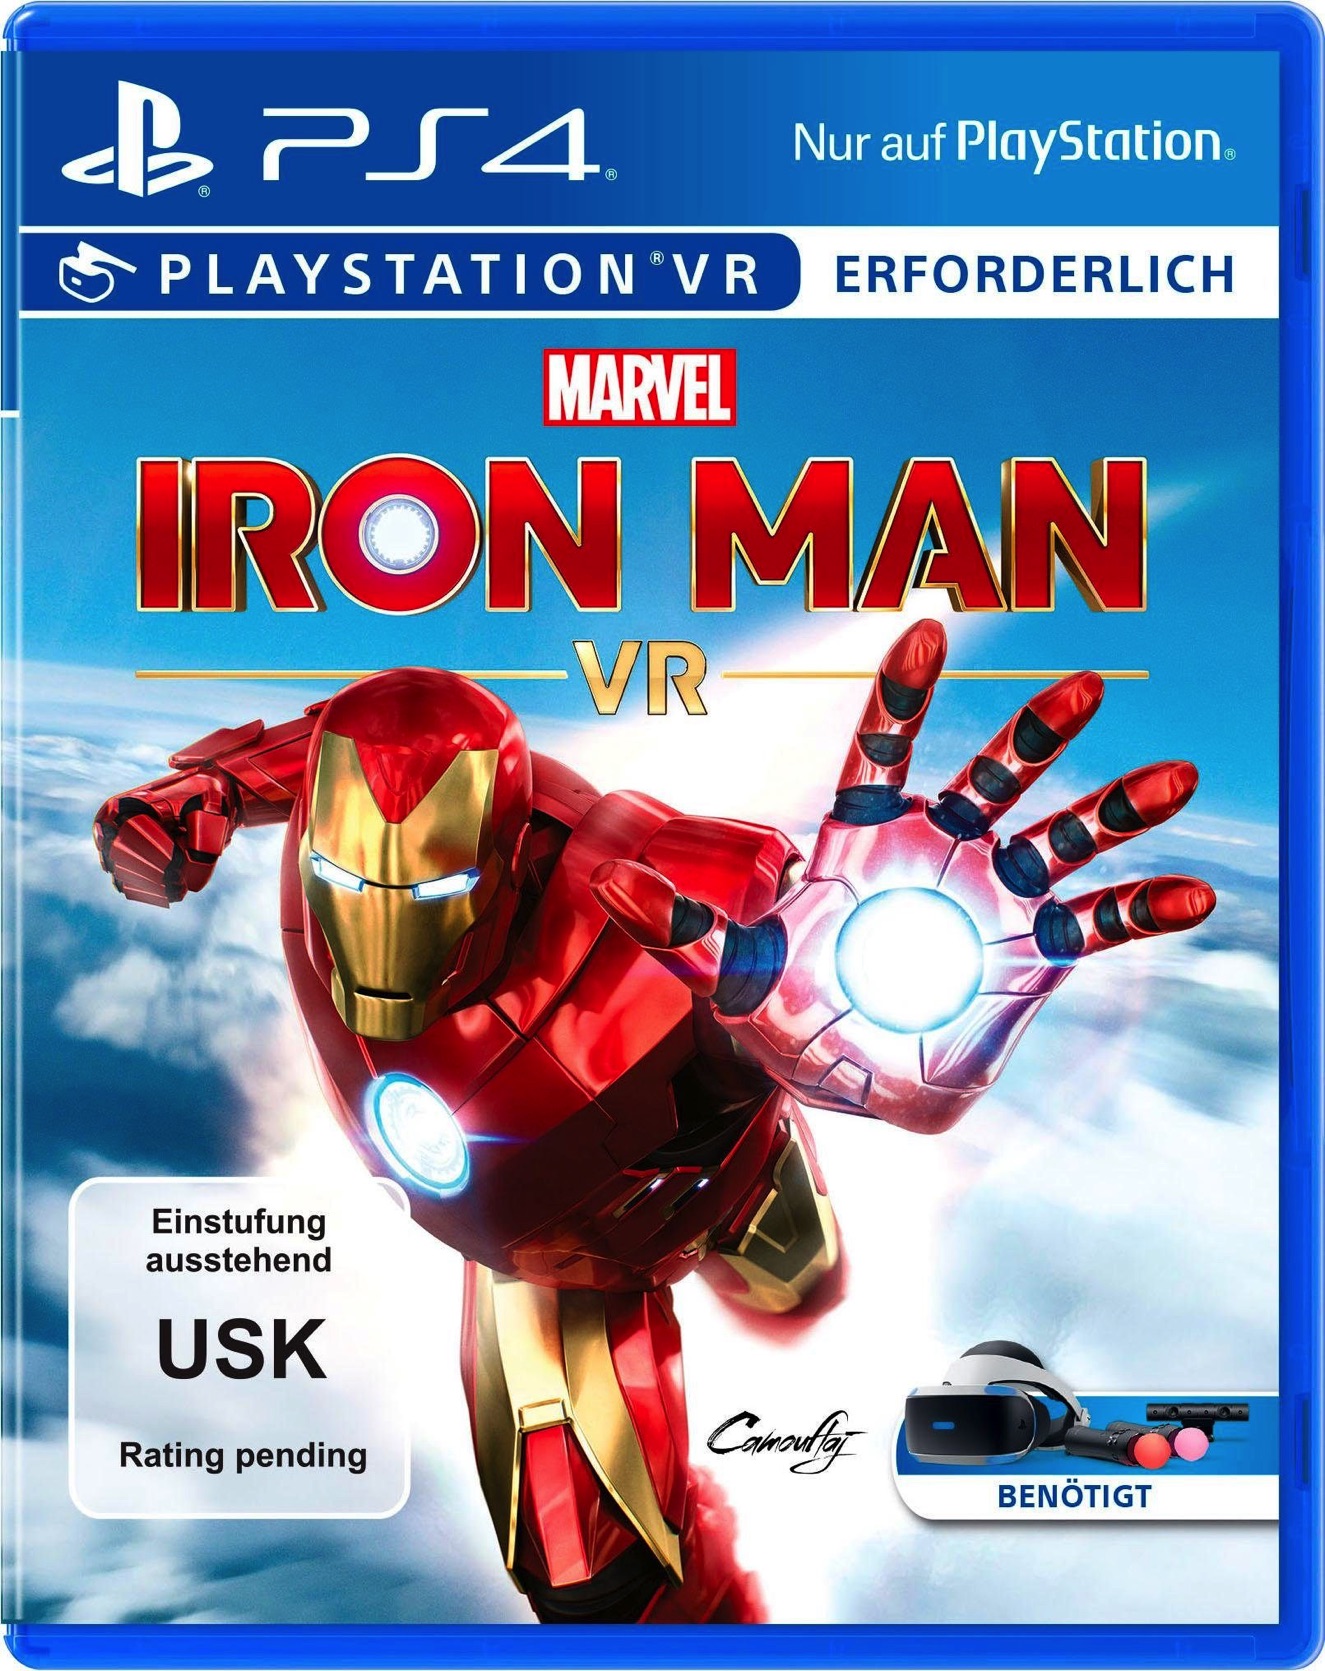 PS4®
Nur auf PlayStation®
PLAYSTATION®VR
ERFORDERLICH
MARVEL
IRON MAN
VR
Einstufung
ausstehend
USK
Rating pending
Camouflaj
BENÖTIGT